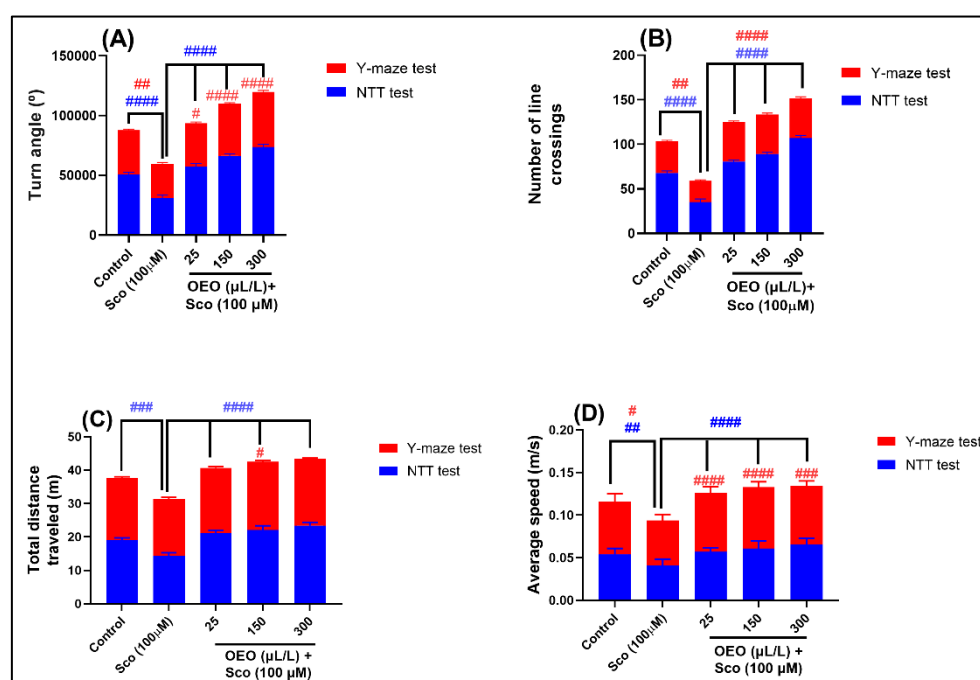 (A)
####
##
####
#
####
####
Turn angle (º)
150000
100000
50000
0
Control
Sco (100µM)
25
150
300
OEO (µL/L)+
Sco (100 µM)
Y-maze test
NTT test
(B)
####
####
##
####
Number of line
crossings
200
150
100
50
0
Control
Sco (100µM)
25
150
300
OEO (µL/L)+
Sco (100µM)
Y-maze test
NTT test
(C)
###
####
#
Total distance
traveled (m)
50
40
30
20
10
0
Control
Sco (100µM)
25
150
300
OEO (µL/L) +
Sco (100 µM)
Y-maze test
NTT test
(D)
#
##
####
####
####
###
Average speed (m/s)
0.20
0.15
0.10
0.05
0.00
Control
Sco (100µM)
25
150
300
OEO (µL/L) +
Sco (100 µM)
Y-maze test
NTT test